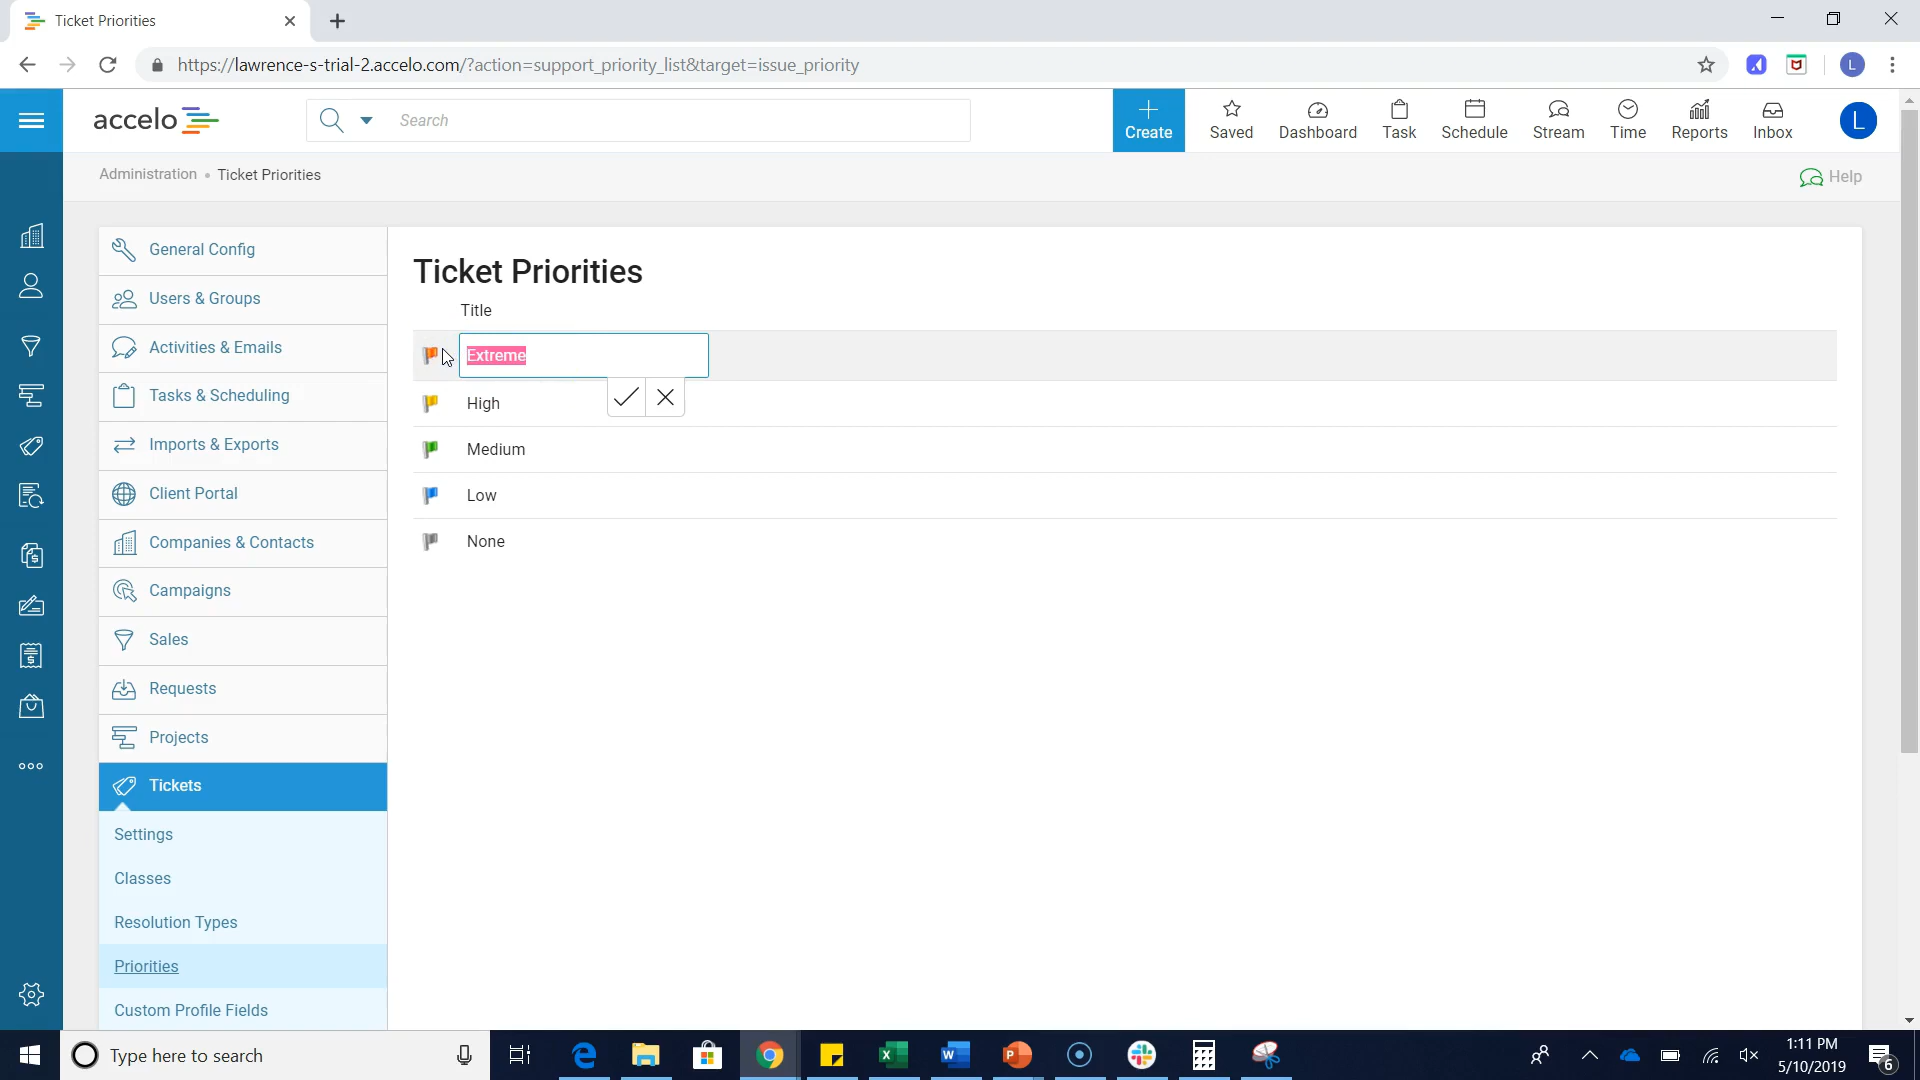 Ticket Priorities
https://lawrence-s-trial-2.accelo.com/?action=support_priority_list&target=issue_priority
L
accelo
Search
Create
Saved
Dashboard
Task
Schedule
Stream
Time
Reports
Inbox
L
Administration • Ticket Priorities
Help
General Config
Users & Groups
Activities & Emails
Tasks & Scheduling
Imports & Exports
Client Portal
Companies & Contacts
Campaigns
Sales
Requests
Projects
Tickets
Settings
Classes
Resolution Types
Priorities
Custom Profile Fields
Ticket Priorities
Title
Extreme
High
Medium
Low
None
Type here to search
1:11 PM
5/10/2019
6